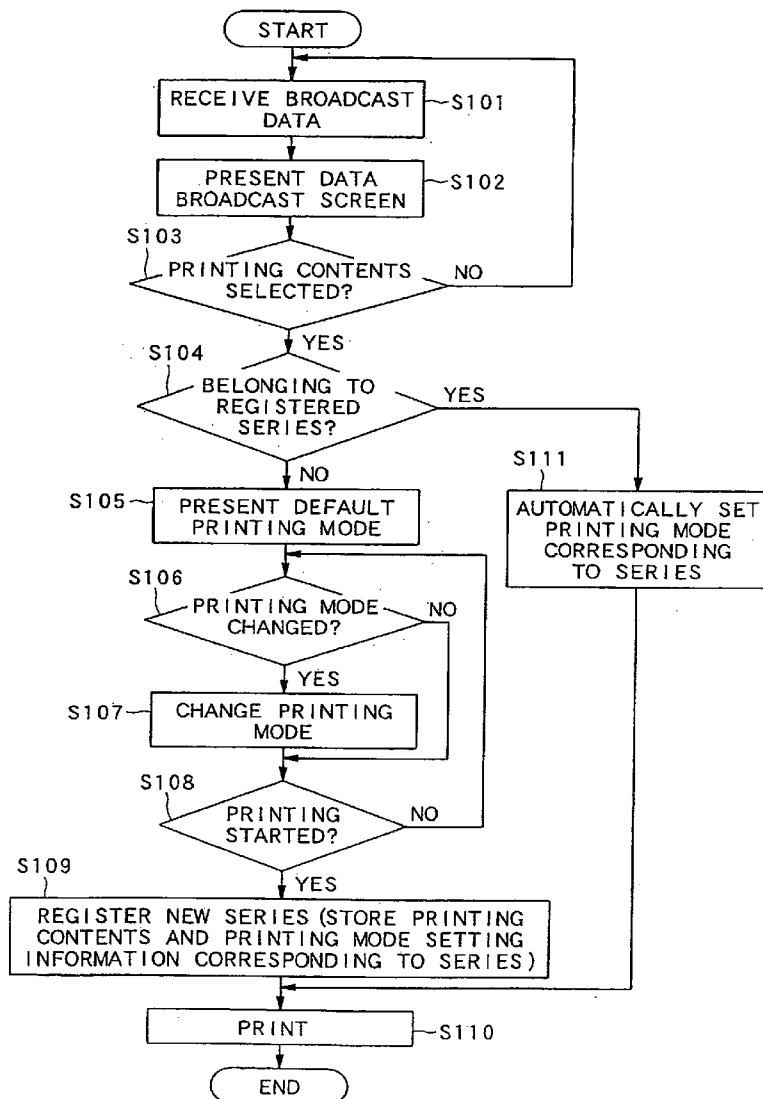 START
RECEIVE BROADCAST
DATA
S101
PRESENT DATA
BROADCAST SCREEN
S102
S103
PRINTING CONTENTS
SELECTED?
NO
YES
S104
BELONGING TO
REGISTERED
SERIES?
YES
NO
S111
AUTOMATICALLY SET
PRINTING MODE
CORRESPONDING
TO SERIES
S105
PRESENT DEFAULT
PRINTING MODE
S106
PRINTING MODE
CHANGED?
NO
YES
S107
CHANGE PRINTING
MODE
S108
PRINTING
STARTED?
NO
YES
S109
REGISTER NEW SERIES (STORE PRINTING
CONTENTS AND PRINTING MODE SETTING
INFORMATION CORRESPONDING TO SERIES)
PRINT
S110
END